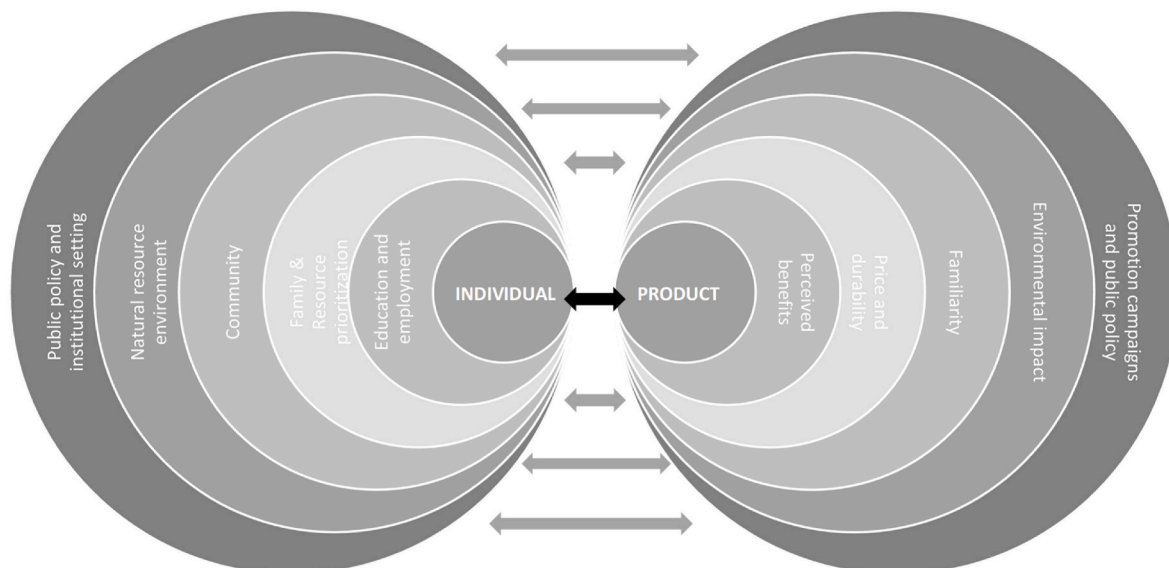 Public policy and
institutional setting
Natural resource
environment
Community
Family &
Resource
prioritization
Education and
employment
INDIVIDUAL
PRODUCT
Perceived
benefits
Price and
durability
Familiarity
Environmental impact
Promotion campaigns
and public policy